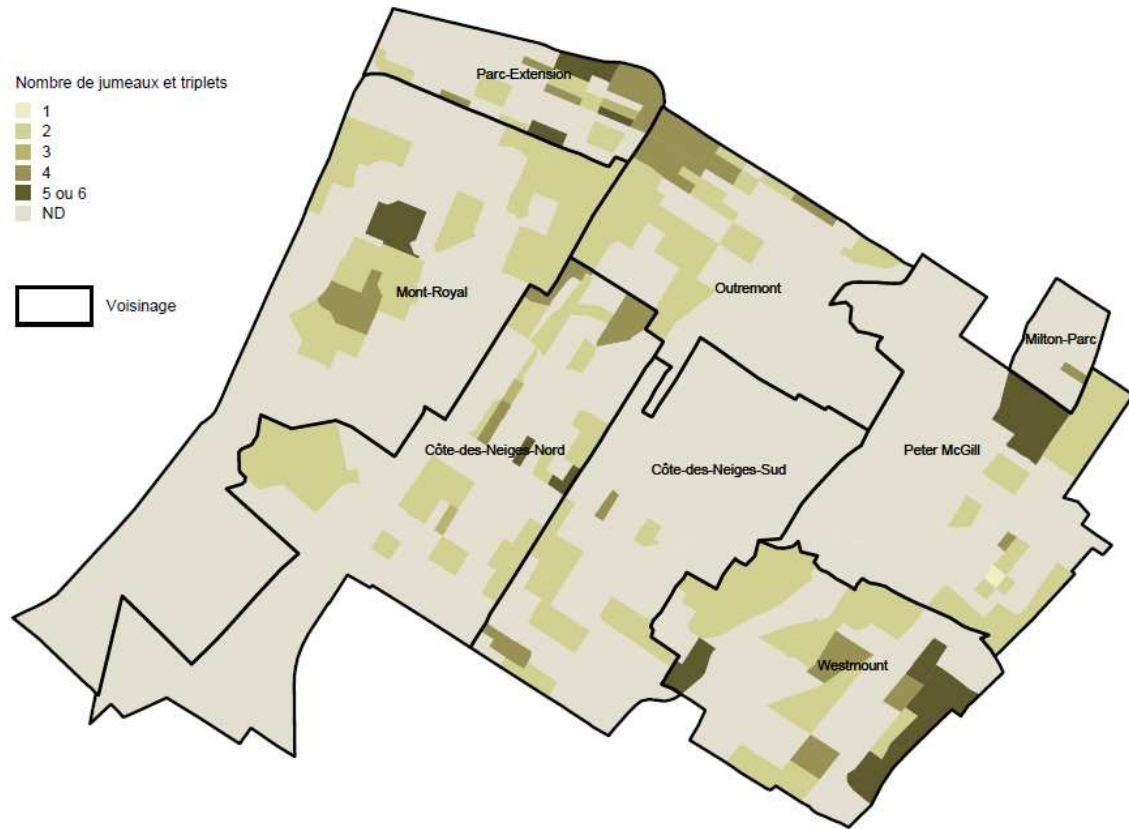 Nombre de jumeaux et triplets
1
2
3
4
5 ou 6
ND
Voisinage
Parc-Extension
Mont-Royal
Outremont
Milton-Parc
Côte-des-Neiges-Nord
Côte-des-Neiges-Sud
Peter McGill
Westmount